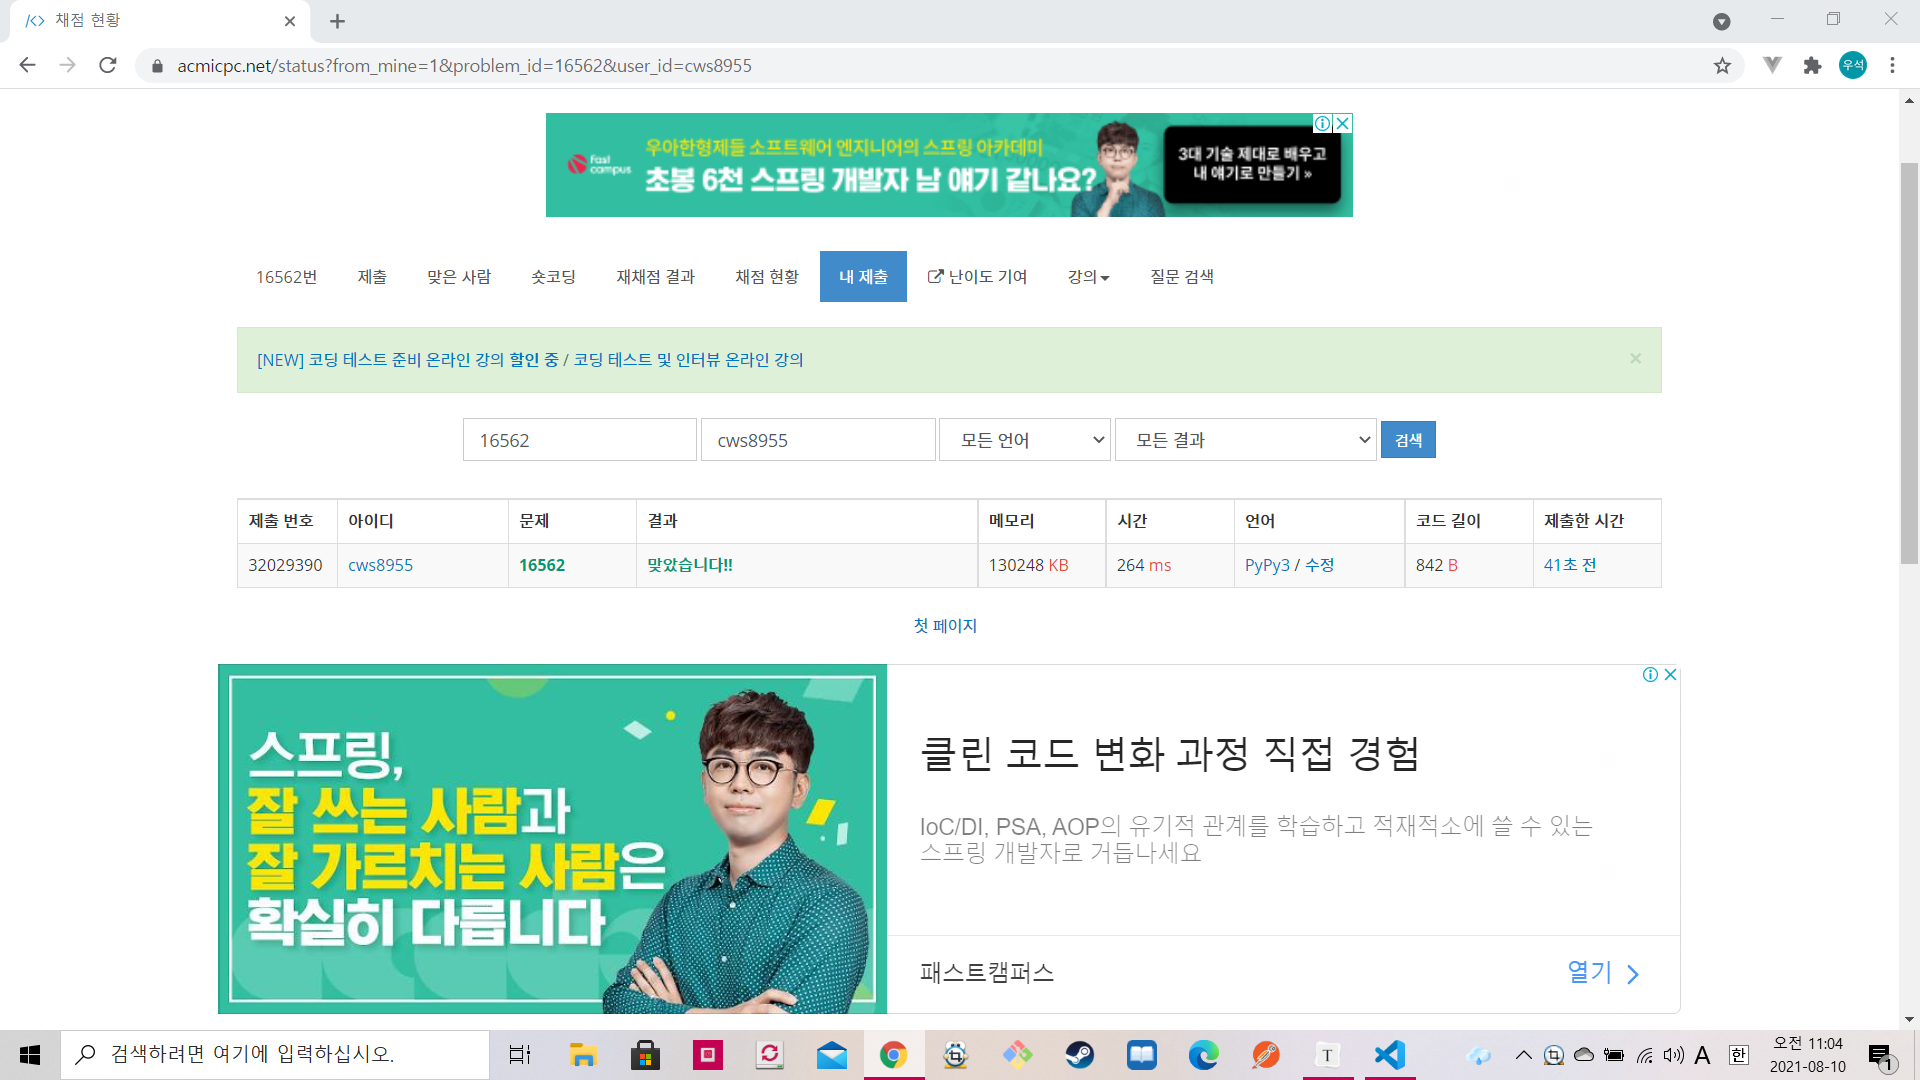 채점 현황
acmicpc.net/status?from_mine=1&problem_id=16562&user_id=cws8955
우석
fast campus
우아한형제들 소프트웨어 엔지니어의 스프링 아카데미
초봉 6천 스프링 개발자 남 얘기 같나요?
3대 기술 제대로 배우고
내 얘기로 만들기 »
16562번 제출 맞은 사람 숏코딩 재채점 결과 채점 현황 내 제출 난이도 기여 강의 질문 검색
[NEW] 코딩 테스트 준비 온라인 강의 할인 중 / 코딩 테스트 및 인터뷰 온라인 강의 ×
16562 cws8955 모든 언어 모든 결과 검색
제출 번호 아이디 문제 결과 메모리 시간 언어 코드 길이 제출한 시간
32029390 cws8955 16562 맞았습니다!! 130248 KB 264 ms PyPy3 / 수정 842 B 41초 전
첫 페이지
스프링,
잘 쓰는 사람과
잘 가르치는 사람은
확실히 다릅니다
클린 코드 변화 과정 직접 경험
IoC/DI, PSA, AOP의 유기적 관계를 학습하고 적재적소에 쓸 수 있는
스프링 개발자로 거듭나세요
패스트캠퍼스
열기
검색하려면 여기에 입력하십시오.
T
A
한
오전 11:04
2021-08-10
1